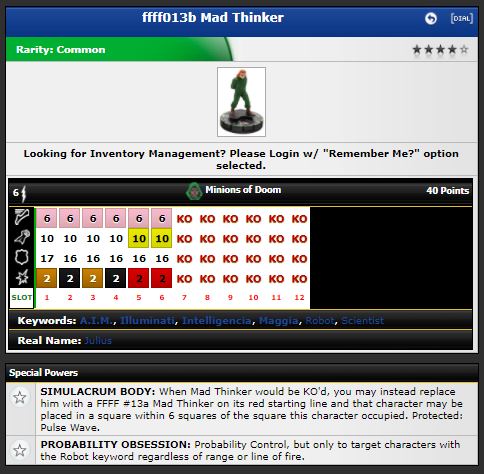 ffff013b Mad Thinker
[DIAL]
Rarity: Common
Looking for Inventory Management? Please Login w/ "Remember Me?" option
selected.
6 Minions of Doom 40 Points
6 6 6 6 6 6 KO KO KO KO KO KO
10 10 10 10 10 10 KO KO KO KO KO KO
17 16 16 16 16 16 KO KO KO KO KO KO
2 2 2 2 2 2 KO KO KO KO KO KO
SLOT 1 2 3 4 5 6 7 8 9 10 11 12
Keywords: A.I.M., Illuminati, Intelligencia, Maggia, Robot, Scientist
Real Name: Julius
Special Powers
SIMULACRUM BODY: When Mad Thinker would be KO'd, you may instead replace
him with a FFFF #13a Mad Thinker on its red starting line and that character may be
placed in a square within 6 squares of the square this character occupied. Protected:
Pulse Wave.
PROBABILITY OBSESSION: Probability Control, but only to target characters with
the Robot keyword regardless of range or line of fire.